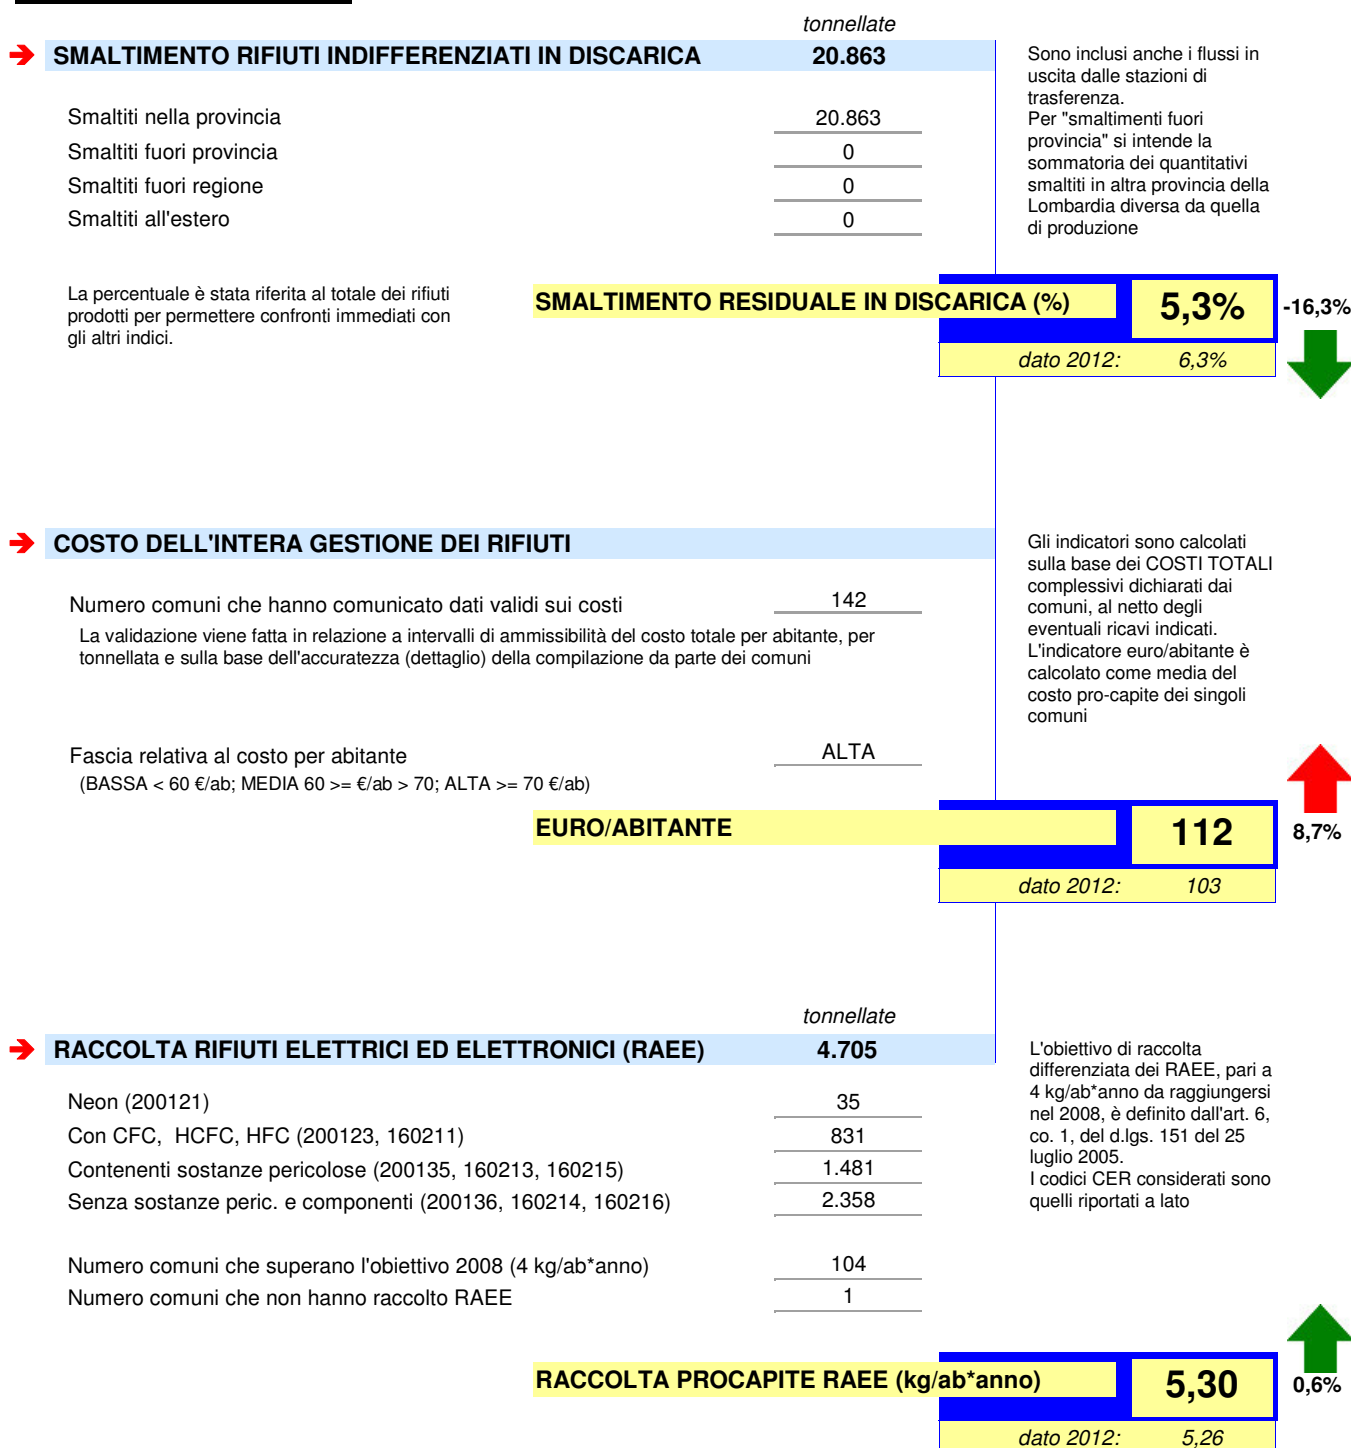 tonnellate
SMALTIMENTO RIFIUTI INDIFFERENZIATI IN DISCARICA 20.863
Smaltiti nella provincia 20.863
Smaltiti fuori provincia 0
Smaltiti fuori regione 0
Smaltiti all'estero 0
Sono inclusi anche i flussi in
uscita dalle stazioni di
trasferenza.
Per "smaltimenti fuori
provincia" si intende la
sommatoria dei quantitativi
smaltiti in altra provincia della
Lombardia diversa da quella
di produzione
La percentuale è stata riferita al totale dei rifiuti
prodotti per permettere confronti immediati con
gli altri indici.
SMALTIMENTO RESIDUALE IN DISCARICA (%) 5,3% -16,3%
dato 2012: 6,3%
COSTO DELL'INTERA GESTIONE DEI RIFIUTI
Numero comuni che hanno comunicato dati validi sui costi 142
La validazione viene fatta in relazione a intervalli di ammissibilità del costo totale per abitante, per
tonnellata e sulla base dell'accuratezza (dettaglio) della compilazione da parte dei comuni
Gli indicatori sono calcolati
sulla base dei COSTI TOTALI
complessivi dichiarati dai
comuni, al netto degli
eventuali ricavi indicati.
L'indicatore euro/abitante è
calcolato come media del
costo pro-capite dei singoli
comuni
Fascia relativa al costo per abitante ALTA
(BASSA < 60 €/ab; MEDIA 60 >= €/ab > 70; ALTA >= 70 €/ab)
EURO/ABITANTE 112 8,7%
dato 2012: 103
tonnellate
RACCOLTA RIFIUTI ELETTRICI ED ELETTRONICI (RAEE) 4.705
Neon (200121) 35
Con CFC, HCFC, HFC (200123, 160211) 831
Contenenti sostanze pericolose (200135, 160213, 160215) 1.481
Senza sostanze peric. e componenti (200136, 160214, 160216) 2.358
Numero comuni che superano l'obiettivo 2008 (4 kg/ab*anno) 104
Numero comuni che non hanno raccolto RAEE 1
L'obiettivo di raccolta
differenziata dei RAEE, pari a
4 kg/ab*anno da raggiungersi
nel 2008, è definito dall'art. 6,
co. 1, del d.lgs. 151 del 25
luglio 2005.
I codici CER considerati sono
quelli riportati a lato
RACCOLTA PROCAPITE RAEE (kg/ab*anno) 5,30 0,6%
dato 2012: 5,26